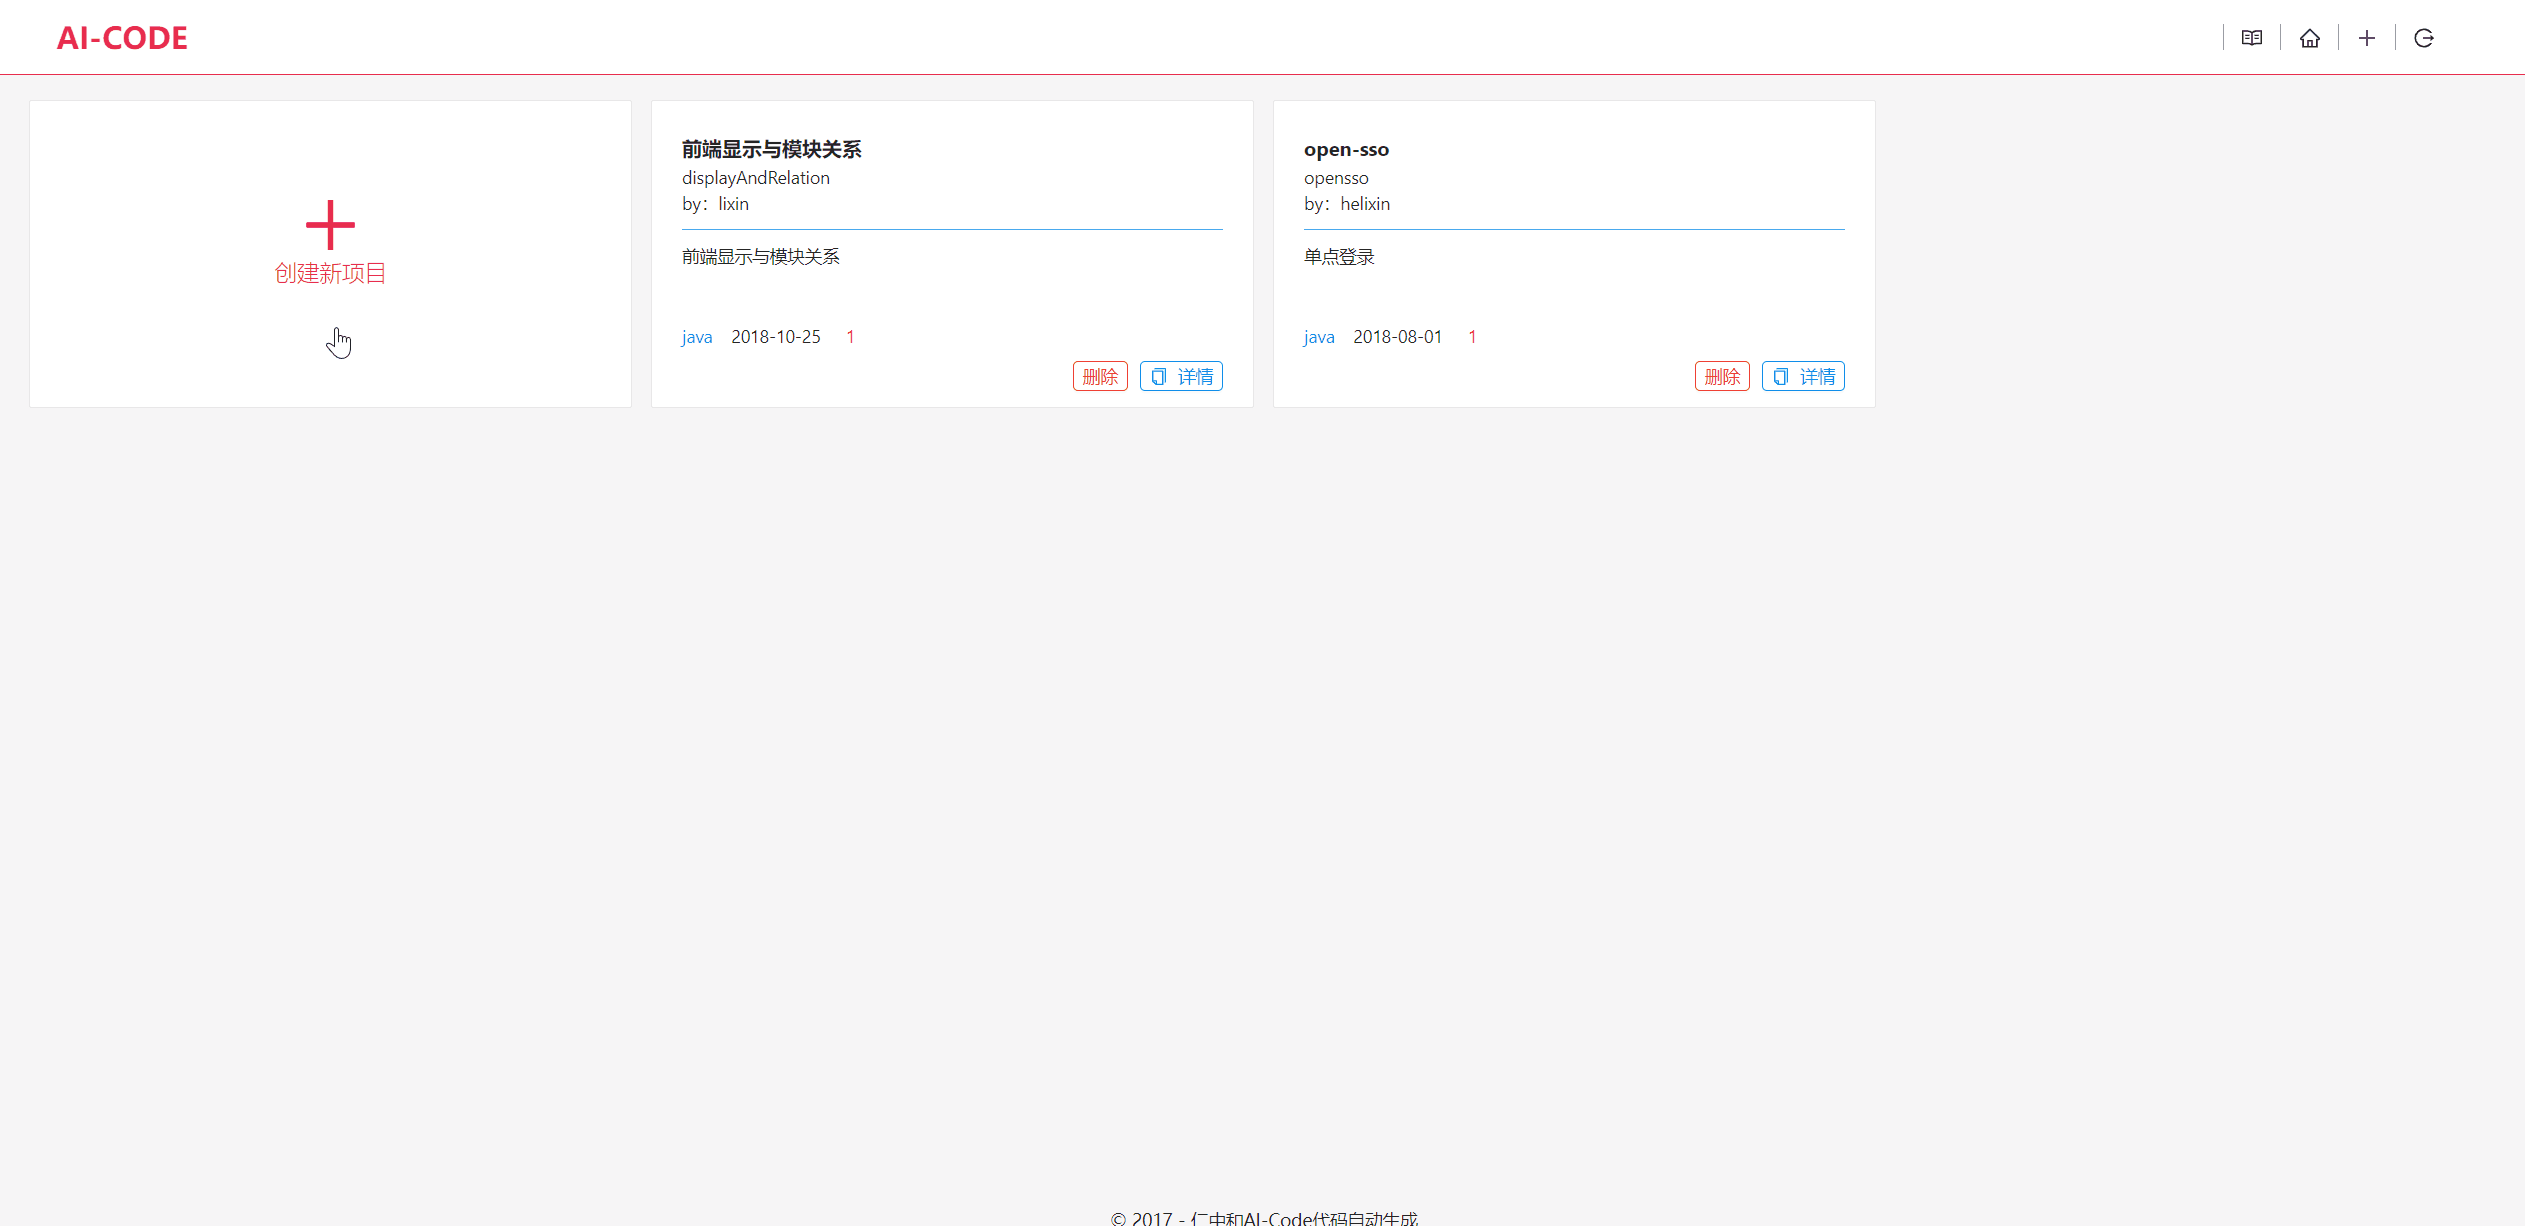 AI-CODE
创建新项目
前端显示与模块关系
displayAndRelation
by：lixin
前端显示与模块关系
java 2018-10-25 1
删除 详情
open-sso
opensso
by：helixin
单点登录
java 2018-08-01 1
删除 详情
© 2017 - 仁中和AI-Code代码自动生成